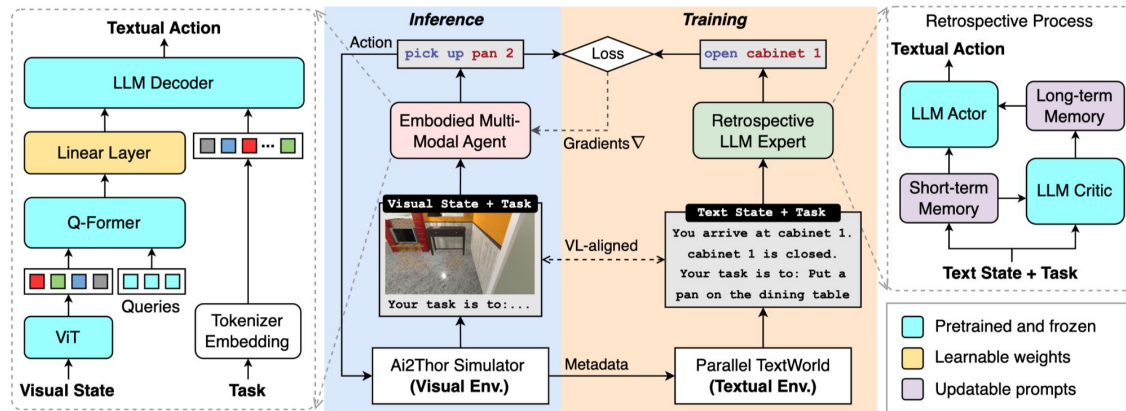 Textual Action
LLM Decoder
Linear Layer
Q-Former
Queries
ViT
Tokenizer
Embedding
Visual State
Task
Inference
Training
Action
pick up pan 2
Loss
open cabinet 1
Embodied Multi-
Modal Agent
Gradients ∇
Retrospective
LLM Expert
Visual State + Task
Your task is to:...
VL-aligned
Text State + Task
You arrive at cabinet 1.
cabinet 1 is closed.
Your task is to: Put a
pan on the dining table
Ai2Thor Simulator
(Visual Env.)
Metadata
Parallel TextWorld
(Textual Env.)
Retrospective Process
Textual Action
LLM Actor
Long-term
Memory
Short-term
Memory
LLM Critic
Text State + Task
Pretrained and frozen
Learnable weights
Updatable prompts